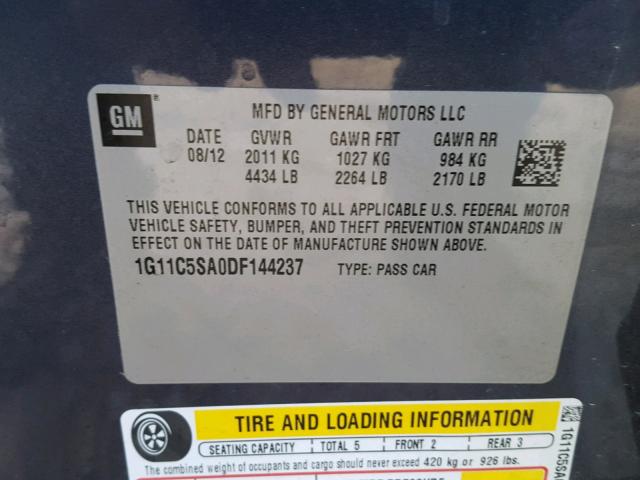 GM
MFD BY GENERAL MOTORS LLC
DATE GVWR GAWR FRT GAWR RR
08/12 2011 KG 1027 KG 984 KG
4434 LB 2264 LB 2170 LB
THIS VEHICLE CONFORMS TO ALL APPLICABLE U.S. FEDERAL MOTOR
VEHICLE SAFETY, BUMPER, AND THEFT PREVENTION STANDARDS IN
EFFECT ON THE DATE OF MANUFACTURE SHOWN ABOVE.
1G11C5SA0DF144237 TYPE: PASS CAR
TIRE AND LOADING INFORMATION
SEATING CAPACITY TOTAL 5 FRONT 2 REAR 3
The combined weight of occupants and cargo should never exceed 420 kg or 926 lbs.
1G11C5SA